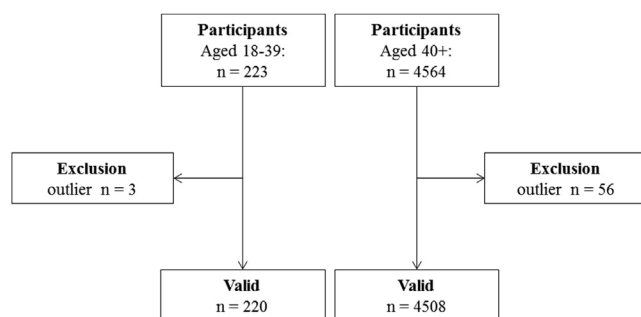 Participants
Aged 18-39:
n = 223
Participants
Aged 40+:
n = 4564
Exclusion
outlier n = 3
Exclusion
outlier n = 56
Valid
n = 220
Valid
n = 4508